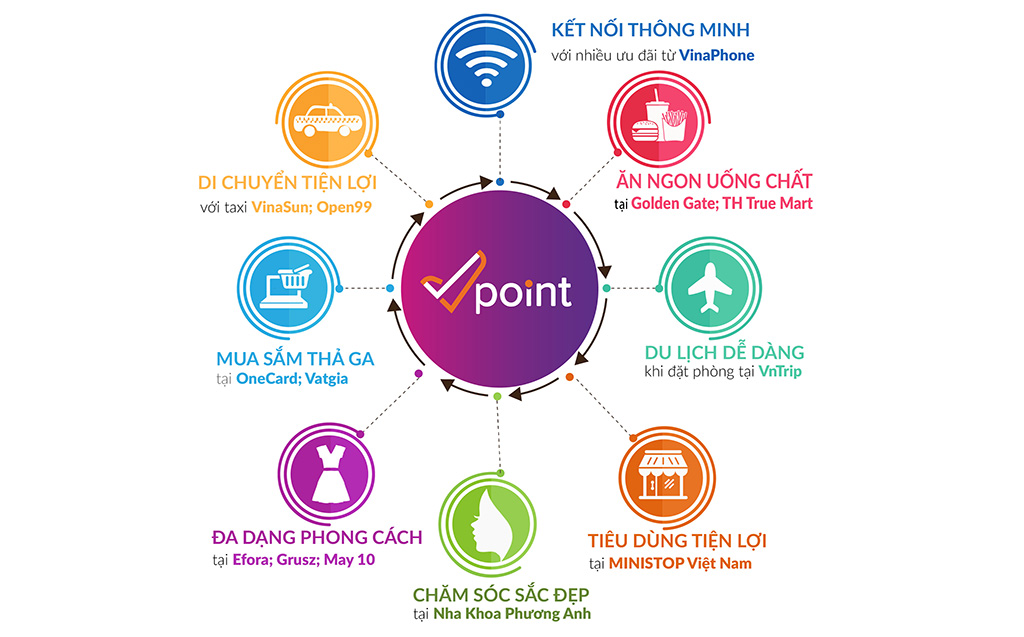 KẾT NỐI THÔNG MINH
với nhiều ưu đãi từ VinaPhone
ĂN NGON UỐNG CHẤT
tại Golden Gate; TH True Mart
DU LỊCH DỄ DÀNG
khi đặt phòng tại VnTrip
TIÊU DÙNG TIỆN LỢI
tại MINISTOP Việt Nam
CHĂM SÓC SẮC ĐẸP
tại Nha Khoa Phương Anh
ĐA DẠNG PHONG CÁCH
tại Efora; Grusz; May 10
MUA SẮM THẢ GA
tại OneCard; Vatgia
DI CHUYỂN TIỆN LỢI
với taxi VinaSun; Open99
point